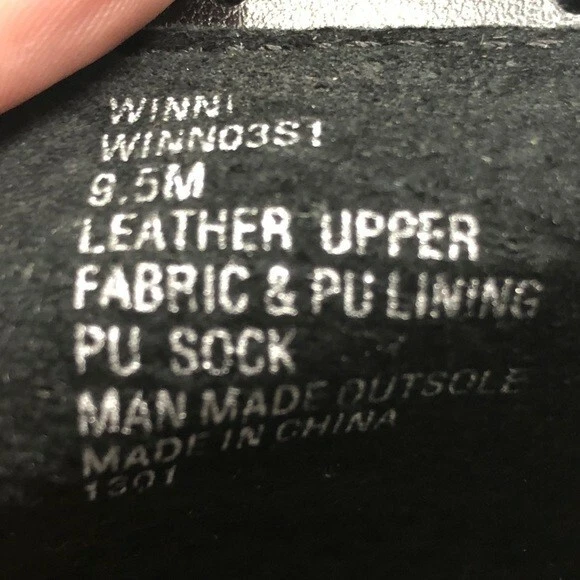 WINNI
WINN03S1
9.5M
LEATHER UPPER
FABRIC & PU LINING
PU SOCK
MAN MADE OUTSOLE
MADE IN CHINA
1301